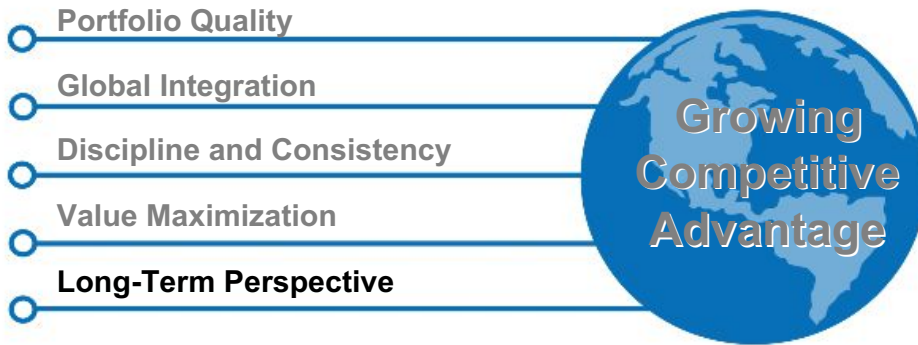 Portfolio Quality
Global Integration
Discipline and Consistency
Value Maximization
Long-Term Perspective
Growing
Competitive
Advantage